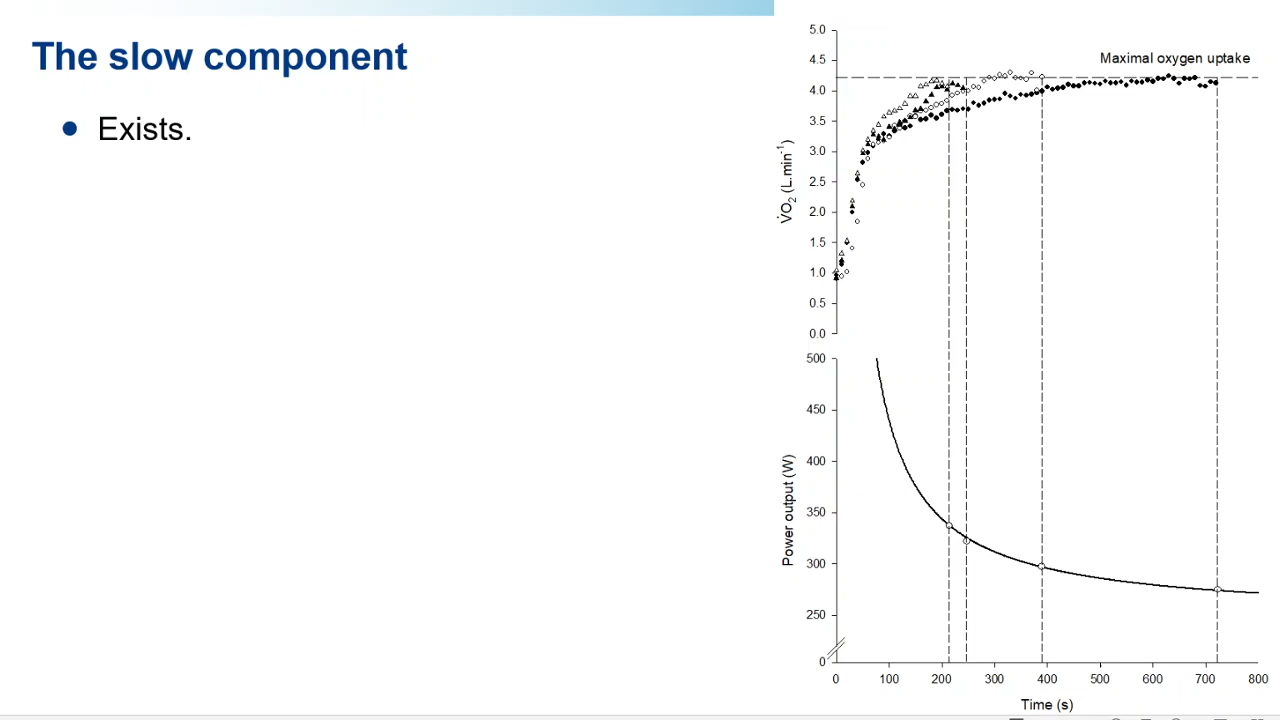 The slow component
● Exists.
5.0
Maximal oxygen uptake
4.5
4.0
3.5
3.0
2.5
2.0
1.5
1.0
0.5
0.0
V̇O2 (L.min-1)
500
450
400
350
300
250
0
Power output (W)
0 100 200 300 400 500 600 700 800
Time (s)